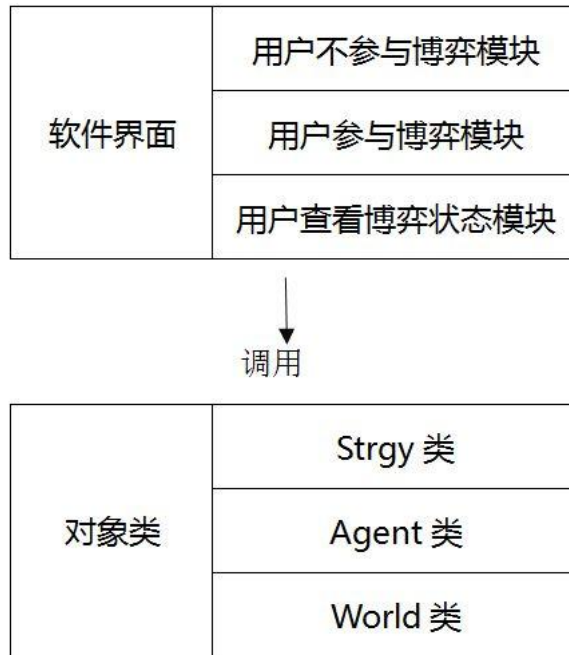 用户不参与博弈模块
软件界面
用户参与博弈模块
用户查看博弈状态模块
调用
Strgy 类
对象类
Agent 类
World 类